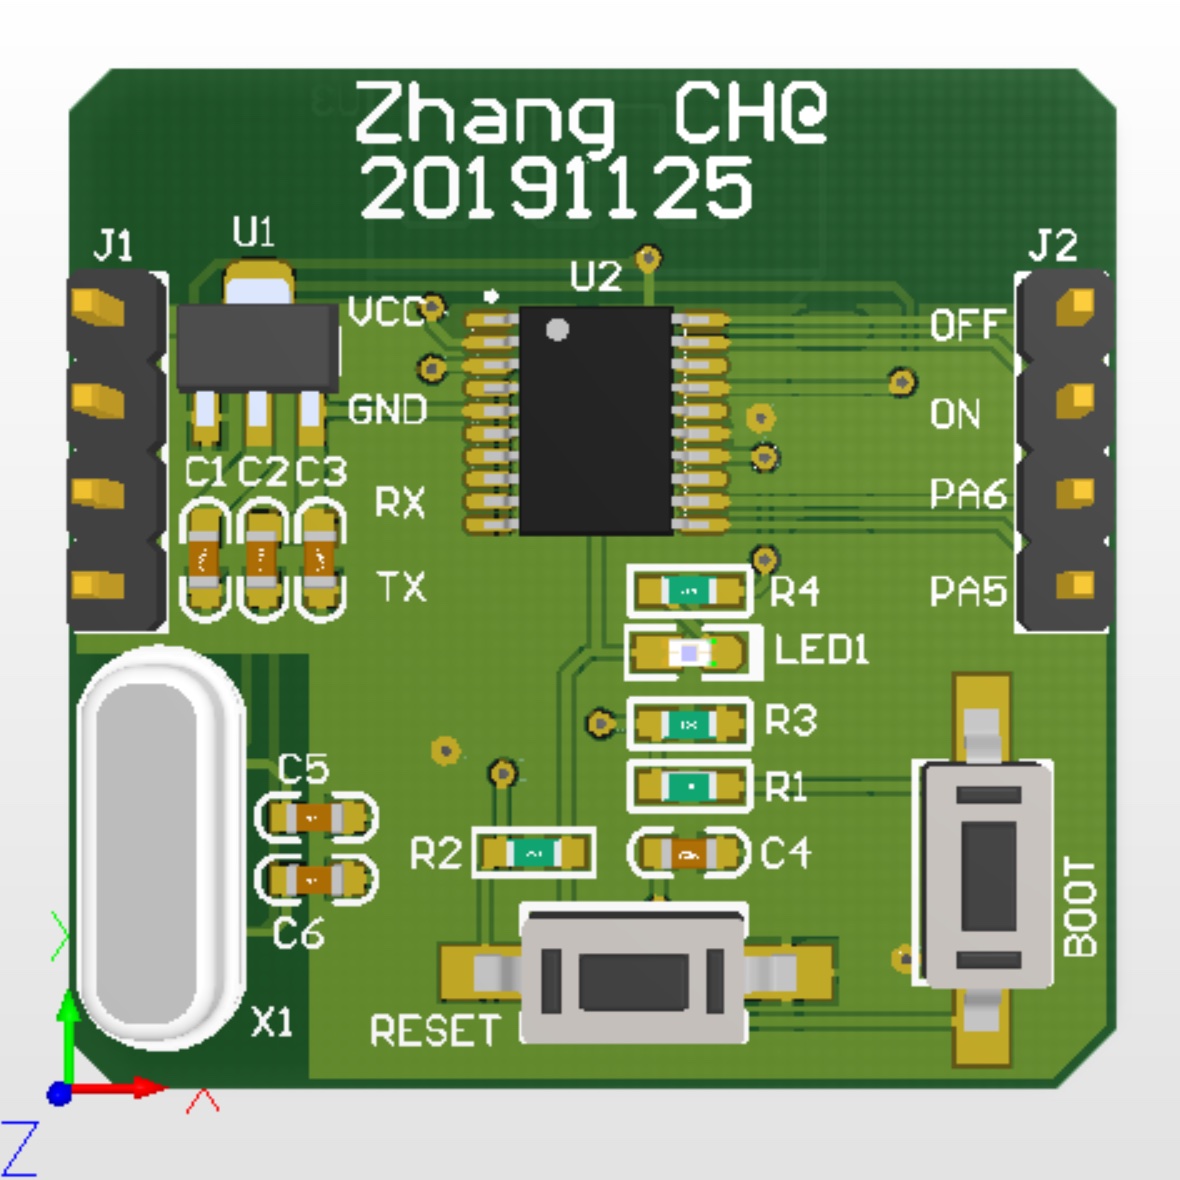 Zhang CH@
20191125
J1
U1
U2
J2
VCC
OFF
GND
ON
C1 C2 C3
RX
PA6
TX
R4
PA5
LED1
R3
C5
R1
R2
C4
BOOT
C6
X1
RESET
Z